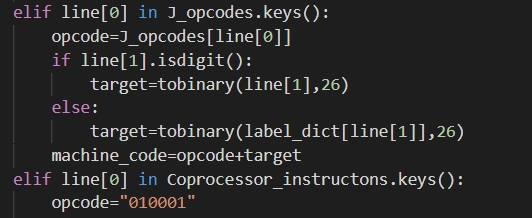 elif line[0] in J_opcodes.keys():
    opcode=J_opcodes[line[0]]
    if line[1].isdigit():
        target=tobinary(line[1],26)
    else:
        target=tobinary(label_dict[line[1]],26)
    machine_code=opcode+target
elif line[0] in Coprocessor_instructons.keys():
    opcode="010001"